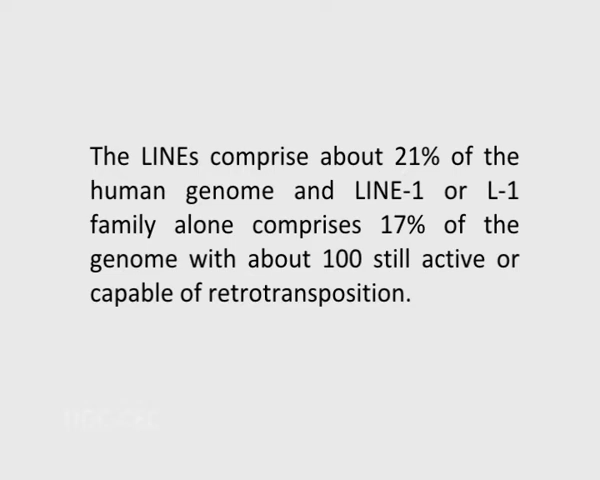 The LINEs comprise about 21% of the
human genome and LINE-1 or L-1
family alone comprises 17% of the
genome with about 100 still active or
capable of retrotransposition.